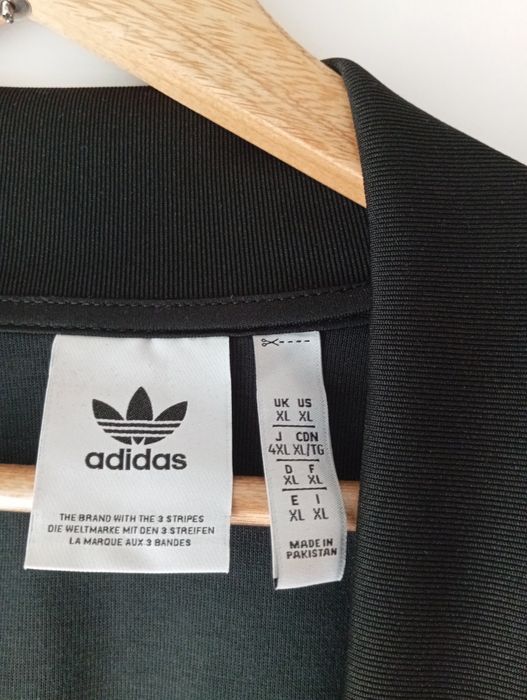 adidas
THE BRAND WITH THE 3 STRIPES
DIE WELTMARKE MIT DEN 3 STREIFEN
LA MARQUE AUX 3 BANDES
UK US
XL XL
J CDN
4XL XL/TG
D F
XL XL
E I
XL XL
MADE IN
PAKISTAN